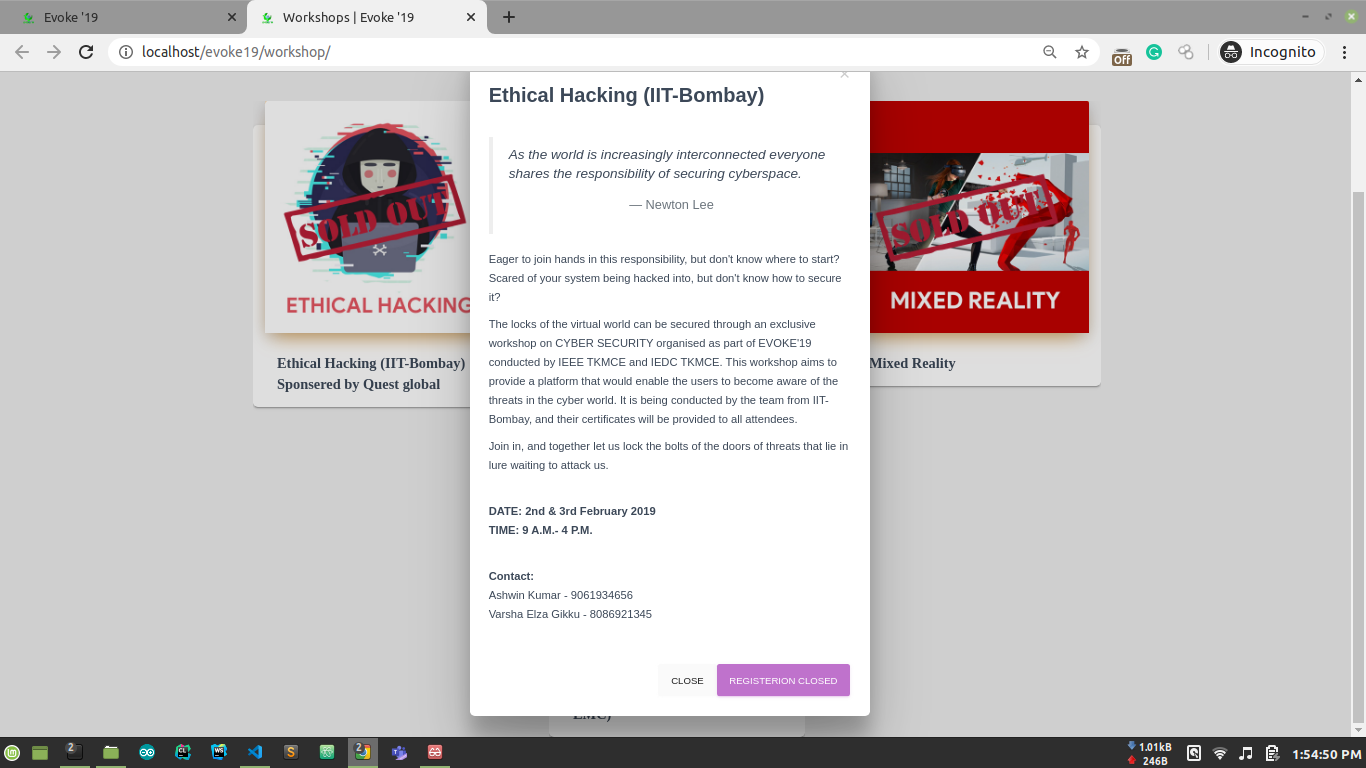 Evoke '19
Workshops | Evoke '19
localhost/evoke19/workshop/
Off
Incognito
Ethical Hacking (IIT-Bombay)
As the world is increasingly interconnected everyone
shares the responsibility of securing cyberspace.
— Newton Lee
Eager to join hands in this responsibility, but don't know where to start?
Scared of your system being hacked into, but don't know how to secure
it?
The locks of the virtual world can be secured through an exclusive
workshop on CYBER SECURITY organised as part of EVOKE'19
conducted by IEEE TKMCE and IEDC TKMCE. This workshop aims to
provide a platform that would enable the users to become aware of the
threats in the cyber world. It is being conducted by the team from IIT-
Bombay, and their certificates will be provided to all attendees.
Join in, and together let us lock the bolts of the doors of threats that lie in
lure waiting to attack us.
DATE: 2nd & 3rd February 2019
TIME: 9 A.M.- 4 P.M.
Contact:
Ashwin Kumar - 9061934656
Varsha Elza Gikku - 8086921345
CLOSE
REGISTERION CLOSED
SOLD OUT
ETHICAL HACKING
Ethical Hacking (IIT-Bombay)
Sponsered by Quest global
SOLD OUT!
MIXED REALITY
Mixed Reality
2
CL
WS
S
2
1.01kB
246B
1:54:50 PM